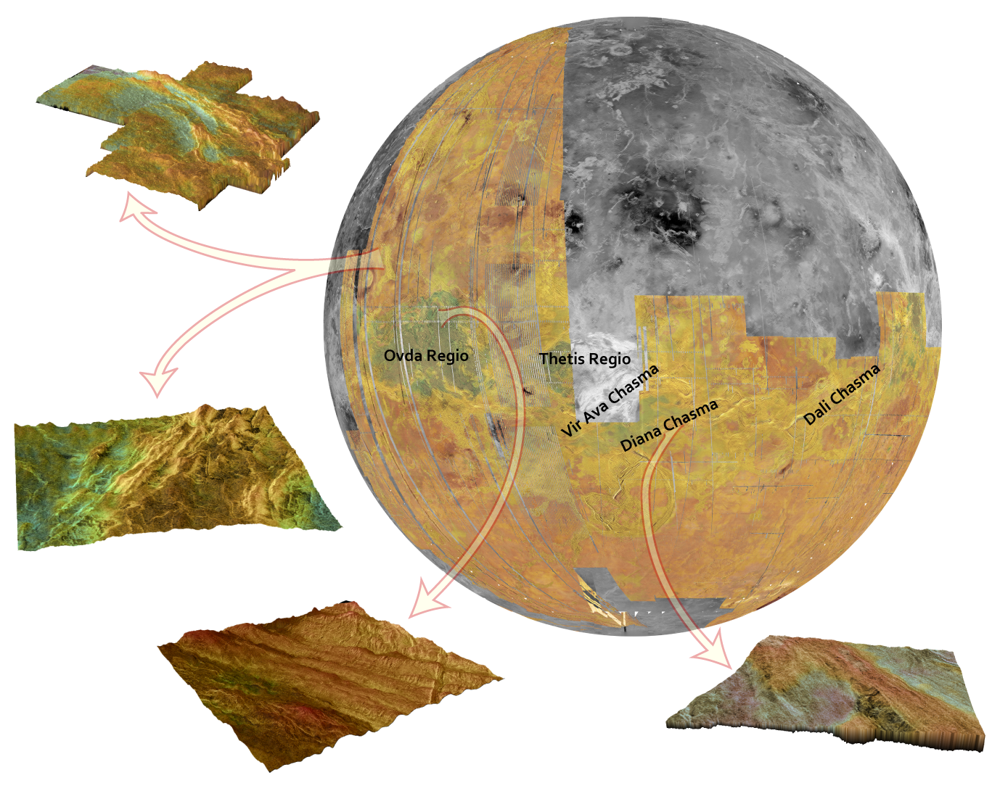 Ovda Regio
Thetis Regio
Vir Ava Chasma
Diana Chasma
Dali Chasma